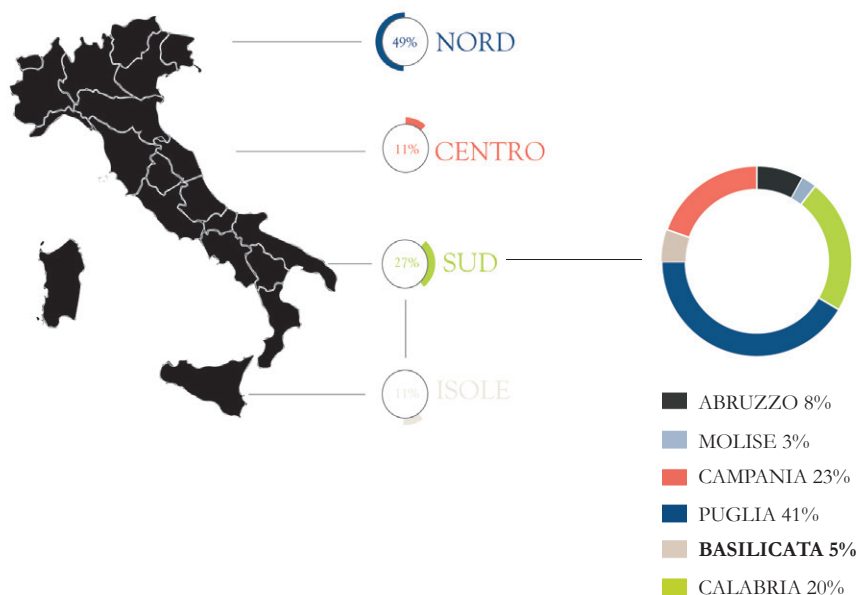 49% NORD
11% CENTRO
27% SUD
11% ISOLE
ABRUZZO 8%
MOLISE 3%
CAMPANIA 23%
PUGLIA 41%
BASILICATA 5%
CALABRIA 20%